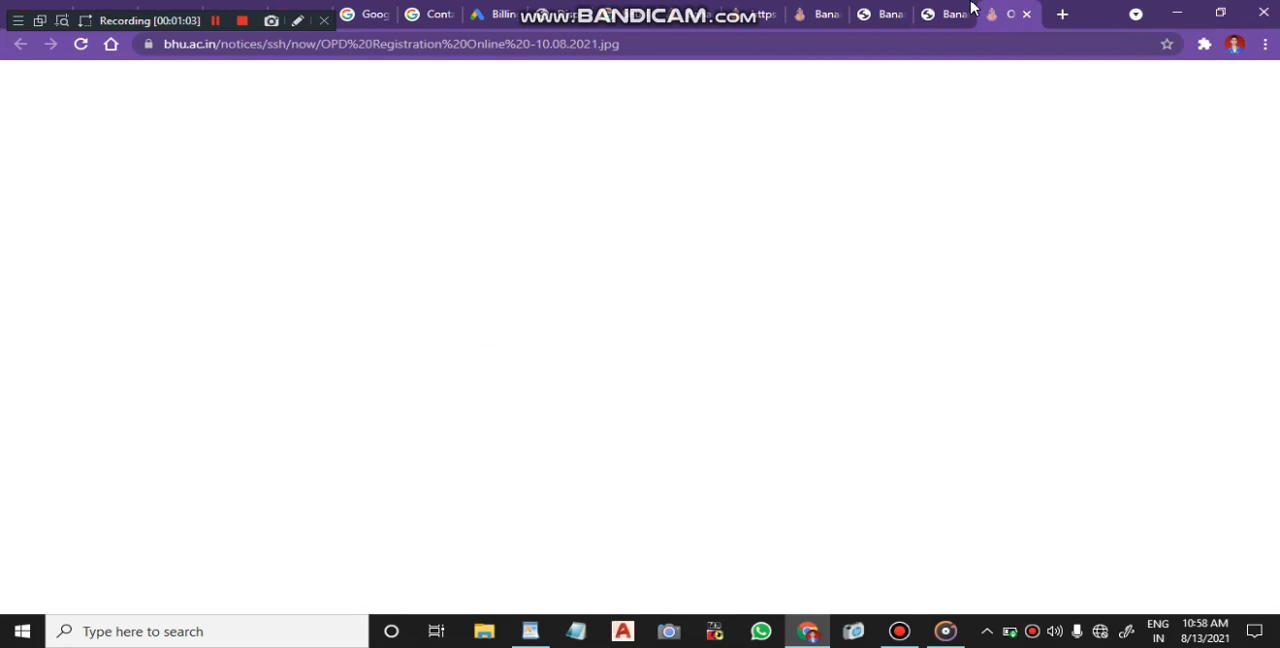 Recording [00:01:03]
Goog
Cont
Billin
www.BANDICAM.com
ttps
Bana
Bana
Bana
O
bhu.ac.in/notices/ssh/now/OPD%20Registration%20Online%20-10.08.2021.jpg
Type here to search
ENG
IN
10:58 AM
8/13/2021